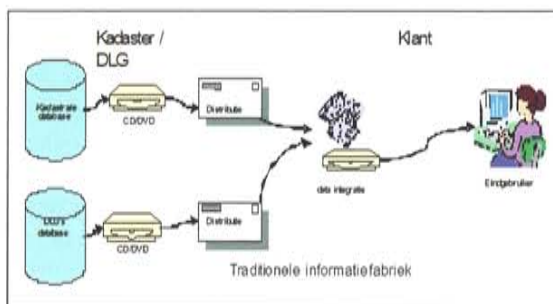 Kadaster /
DLG
Klant
Kadastrale
database
CD/DVD
Distributie
data integratie
Eindgebruiker
DLG's
database
CD/DVD
Distributie
Traditionele informatiefabriek